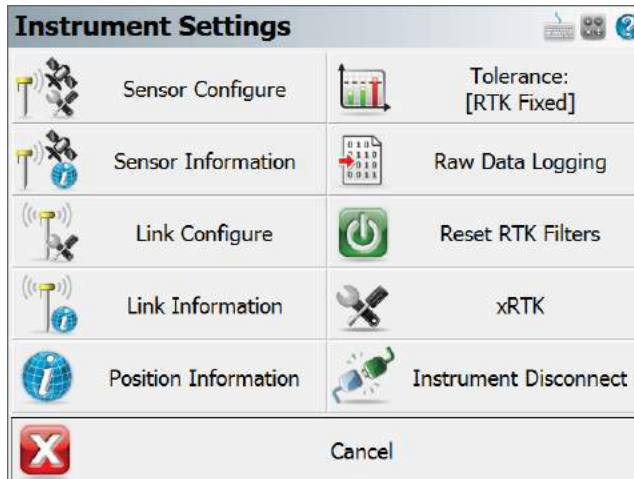 Instrument Settings
Sensor Configure
Tolerance:
[RTK Fixed]
Sensor Information
Raw Data Logging
Link Configure
Reset RTK Filters
Link Information
xRTK
Position Information
Instrument Disconnect
Cancel